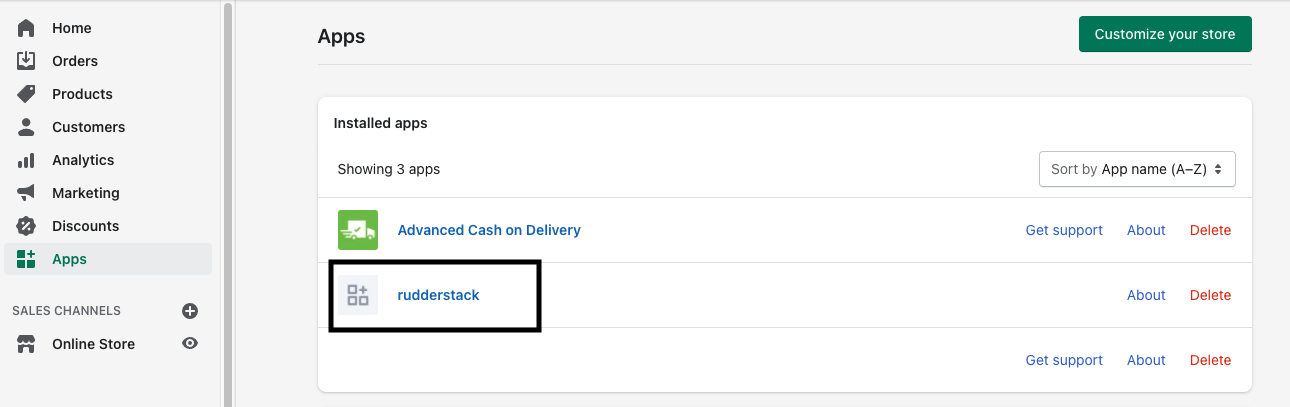 Home
Orders
Products
Customers
Analytics
Marketing
Discounts
Apps
SALES CHANNELS
Online Store
Apps
Customize your store
Installed apps
Showing 3 apps
Sort by App name (A–Z)
Advanced Cash on Delivery Get support About Delete
rudderstack About Delete
Get support About Delete